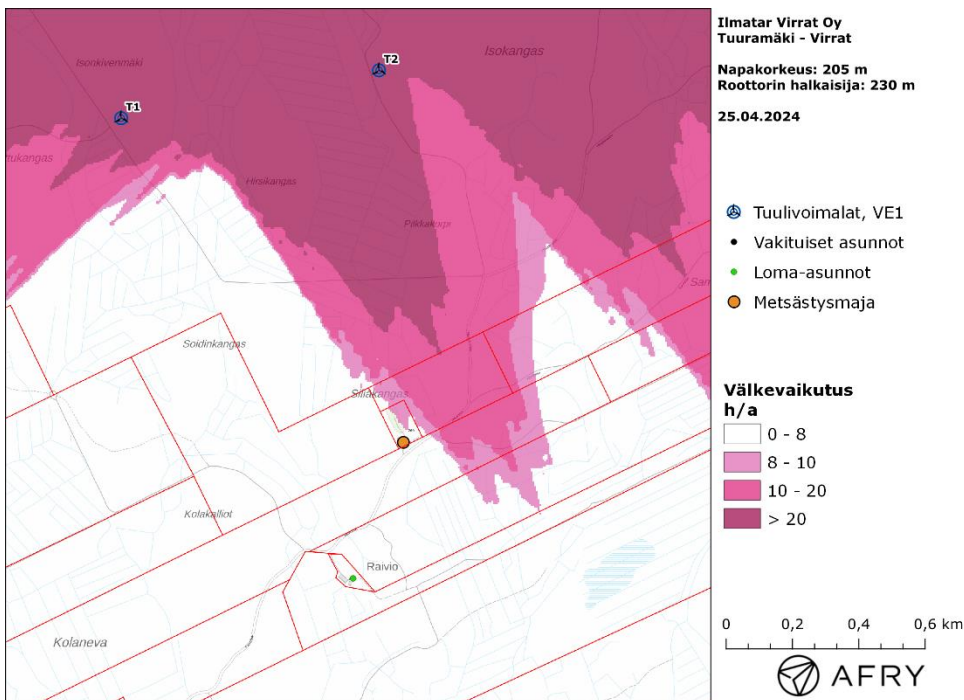 Ilmatar Virrat Oy
Tuuramäki - Virrat
Napakorkeus: 205 m
Roottorin halkaisija: 230 m
25.04.2024
Tuulivoimalat, VE1
Vakituiset asunnot
Loma-asunnot
Metsästysmaja
Välkevaikutus
h/a
0 - 8
8 - 10
10 - 20
> 20
0 0,2 0,4 0,6 km
AFRY
Isokangas
T2
Isonkivenmäki
T1
Hirsikangas
Soidinkangas
Kolakalliot
Raivio
Kolaneva